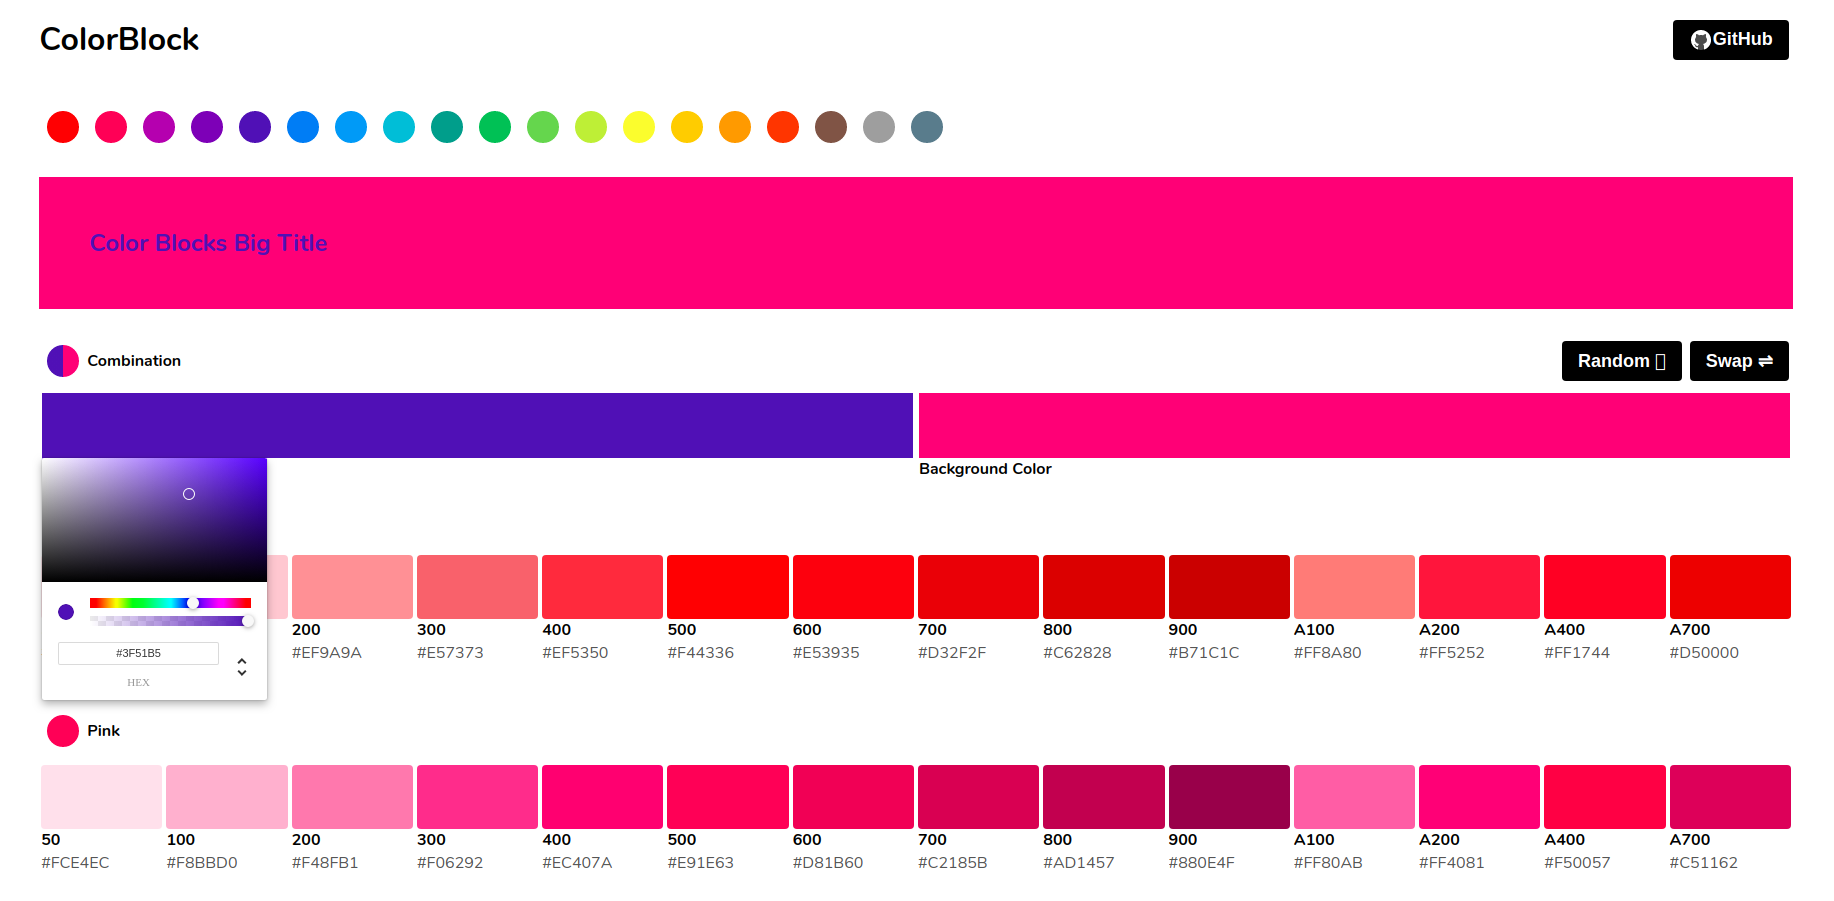 ColorBlock
GitHub
Color Blocks Big Title
Combination
Random
Swap ⇌
Background Color
#3F51B5
HEX
200 300 400 500 600 700 800 900 A100 A200 A400 A700
#EF9A9A #E57373 #EF5350 #F44336 #E53935 #D32F2F #C62828 #B71C1C #FF8A80 #FF5252 #FF1744 #D50000
Pink
50 100 200 300 400 500 600 700 800 900 A100 A200 A400 A700
#FCE4EC #F8BBD0 #F48FB1 #F06292 #EC407A #E91E63 #D81B60 #C2185B #AD1457 #880E4F #FF80AB #FF4081 #F50057 #C51162